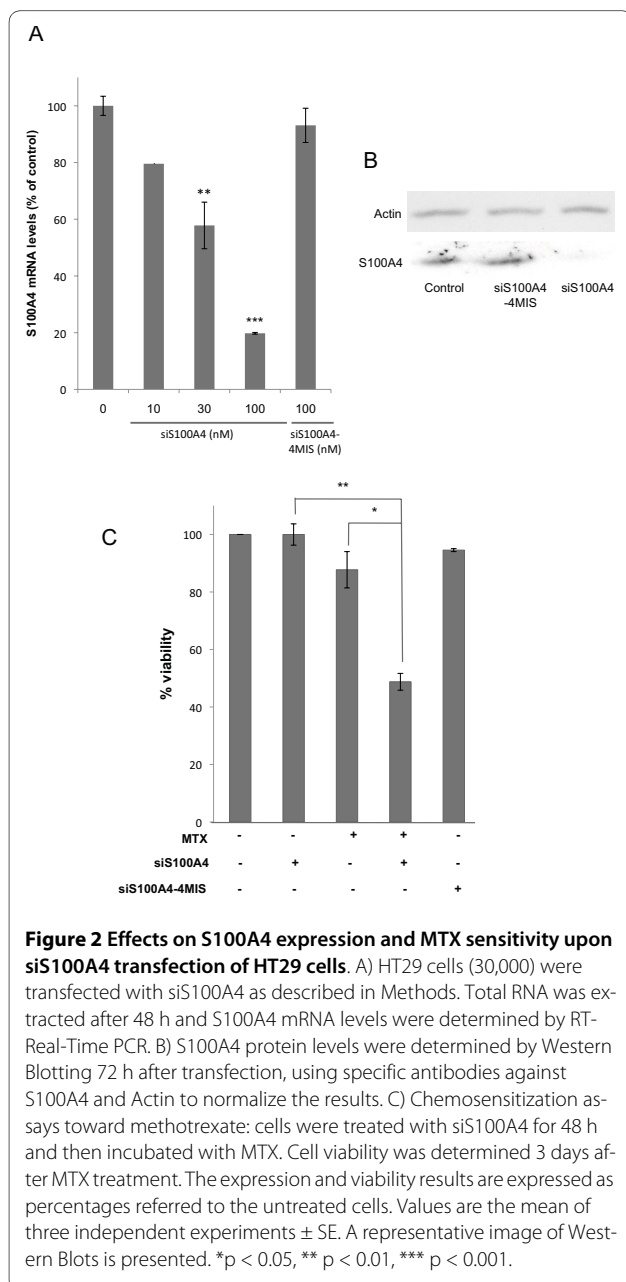 A
S100A4 mRNA levels (% of control)
100
80
60
40
20
0
**
***
0 10 30 100 100
siS100A4 (nM) siS100A4-
4MIS (nM)
B
Actin
S100A4
Control siS100A4 siS100A4
-4MIS
C
% viability
100
80
60
40
20
0
**
*
MTX - - + + -
siS100A4 - + - + -
siS100A4-4MIS - - - - +
Figure 2 Effects on S100A4 expression and MTX sensitivity upon
siS100A4 transfection of HT29 cells. A) HT29 cells (30,000) were
transfected with siS100A4 as described in Methods. Total RNA was ex-
tracted after 48 h and S100A4 mRNA levels were determined by RT-
Real-Time PCR. B) S100A4 protein levels were determined by Western
Blotting 72 h after transfection, using specific antibodies against
S100A4 and Actin to normalize the results. C) Chemosensitization as-
says toward methotrexate: cells were treated with siS100A4 for 48 h
and then incubated with MTX. Cell viability was determined 3 days af-
ter MTX treatment. The expression and viability results are expressed as
percentages referred to the untreated cells. Values are the mean of
three independent experiments ± SE. A representative image of West-
ern Blots is presented. *p < 0.05, ** p < 0.01, *** p < 0.001.